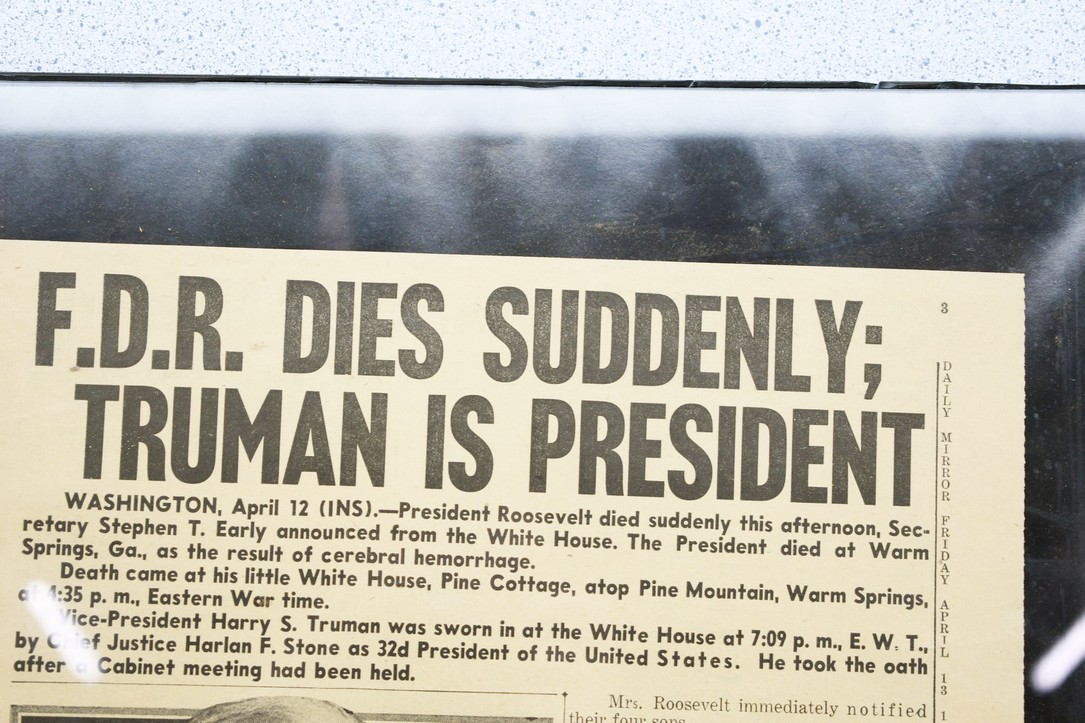 F.D.R. DIES SUDDENLY;
TRUMAN IS PRESIDENT
WASHINGTON, April 12 (INS).—President Roosevelt died suddenly this afternoon, Sec-
retary Stephen T. Early announced from the White House. The President died at Warm
Springs, Ga., as the result of cerebral hemorrhage.
Death came at his little White House, Pine Cottage, atop Pine Mountain, Warm Springs,
at 4:35 p. m., Eastern War time.
Vice-President Harry S. Truman was sworn in at the White House at 7:09 p. m., E. W. T.,
by Chief Justice Harlan F. Stone as 32d President of the United States. He took the oath
after a Cabinet meeting had been held.
Mrs. Roosevelt immediately notified
their four sons
3
DAILY MIRROR FRIDAY APRIL 13 1